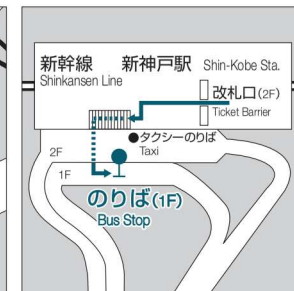 新幹線 新神戸駅 Shin-Kobe Sta.
Shinkansen Line
改札口(2F)
Ticket Barrier
●タクシーのりば
Taxi
2F
1F
のりば(1F)
Bus Stop